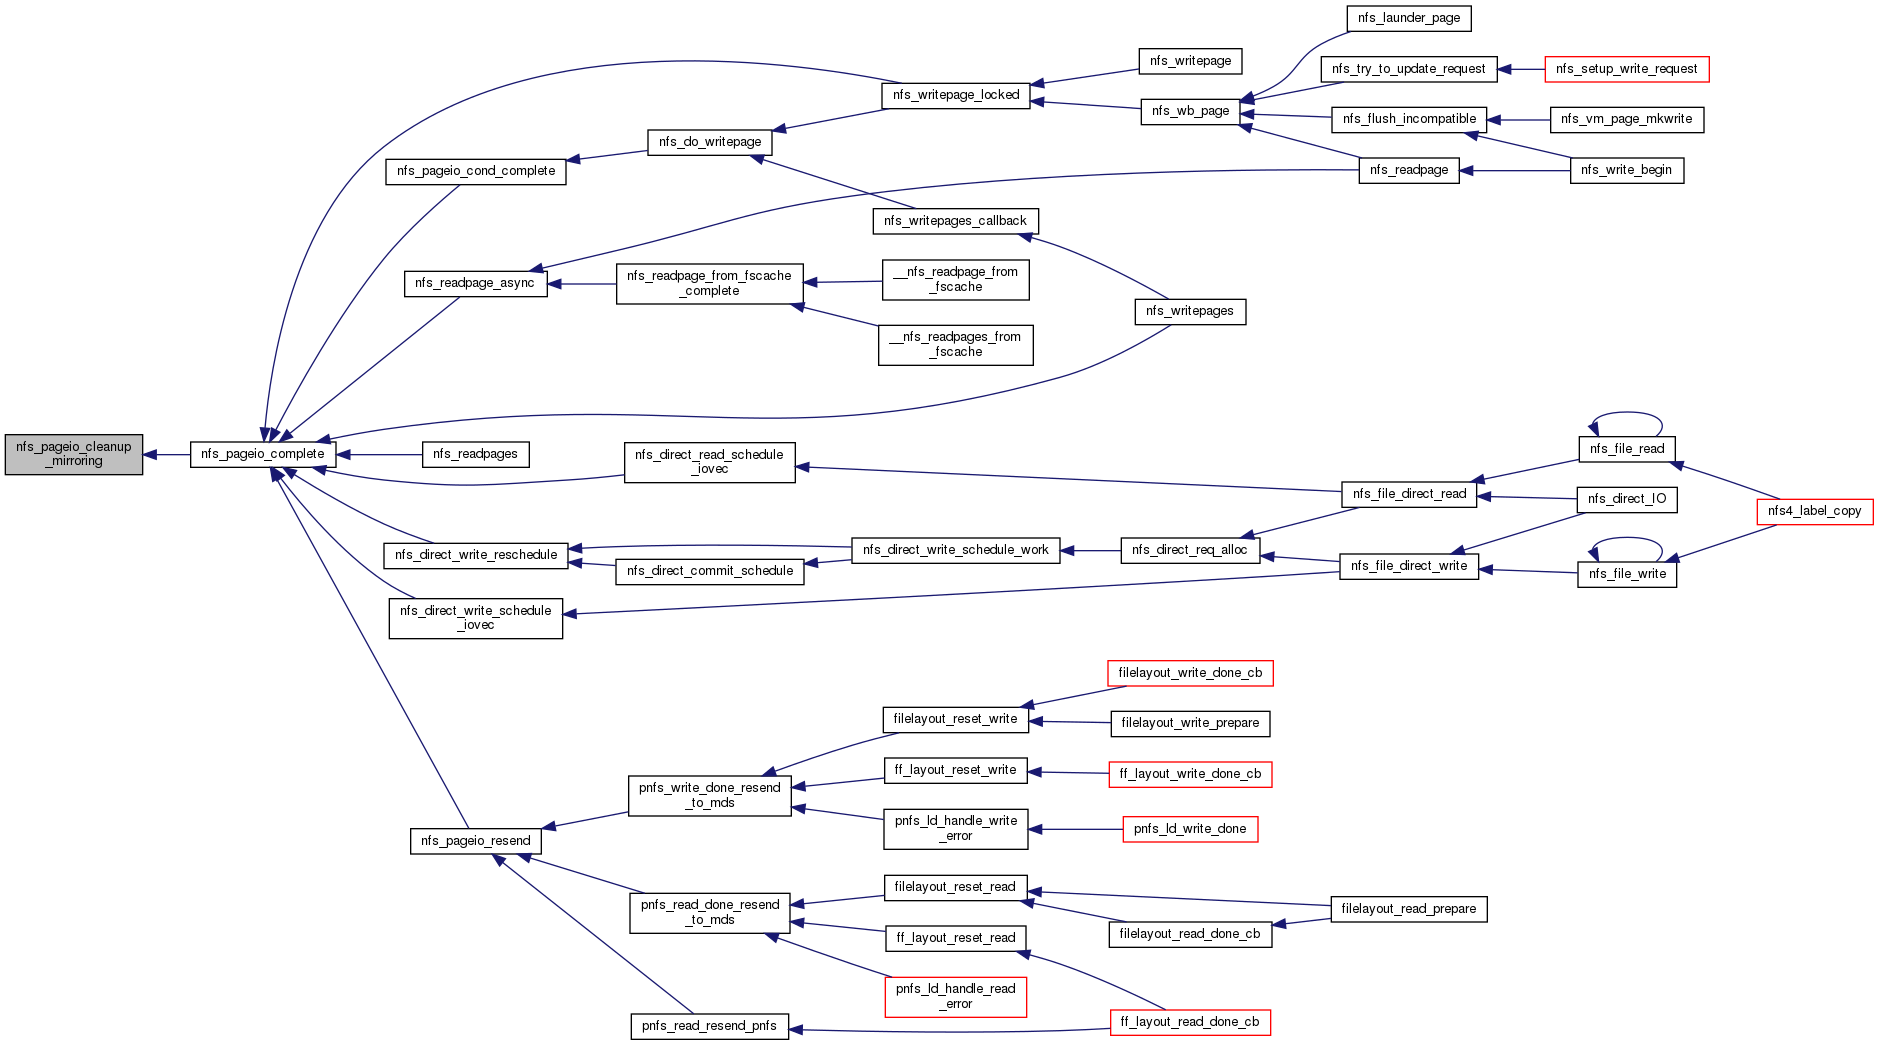 nfs_launder_page
nfs_writepage
nfs_try_to_update_request
nfs_setup_write_request
nfs_writepage_locked
nfs_wb_page
nfs_flush_incompatible
nfs_vm_page_mkwrite
nfs_do_writepage
nfs_pageio_cond_complete
nfs_readpage
nfs_write_begin
nfs_writepages_callback
nfs_readpage_async
nfs_readpage_from_fscache
_complete
__nfs_readpage_from
_fscache
nfs_writepages
__nfs_readpages_from
_fscache
nfs_pageio_cleanup
_mirroring
nfs_pageio_complete
nfs_readpages
nfs_direct_read_schedule
_iovec
nfs_file_read
nfs_file_direct_read
nfs_direct_IO
nfs4_label_copy
nfs_direct_write_reschedule
nfs_direct_commit_schedule
nfs_direct_write_schedule_work
nfs_direct_req_alloc
nfs_file_direct_write
nfs_file_write
nfs_direct_write_schedule
_iovec
filelayout_write_done_cb
filelayout_reset_write
filelayout_write_prepare
pnfs_write_done_resend
_to_mds
ff_layout_reset_write
ff_layout_write_done_cb
pnfs_ld_handle_write
_error
pnfs_ld_write_done
nfs_pageio_resend
pnfs_read_done_resend
_to_mds
filelayout_reset_read
filelayout_read_prepare
filelayout_read_done_cb
ff_layout_reset_read
pnfs_ld_handle_read
_error
pnfs_read_resend_pnfs
ff_layout_read_done_cb